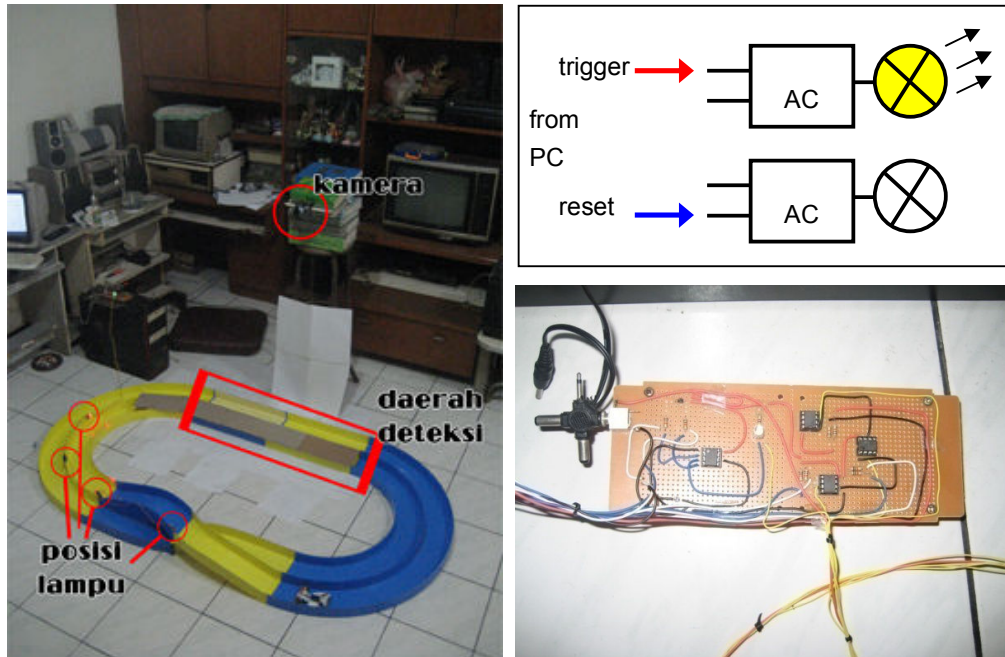 kamera
daerah
deteksi
posisi
lampu
trigger
from
PC
reset
AC
AC